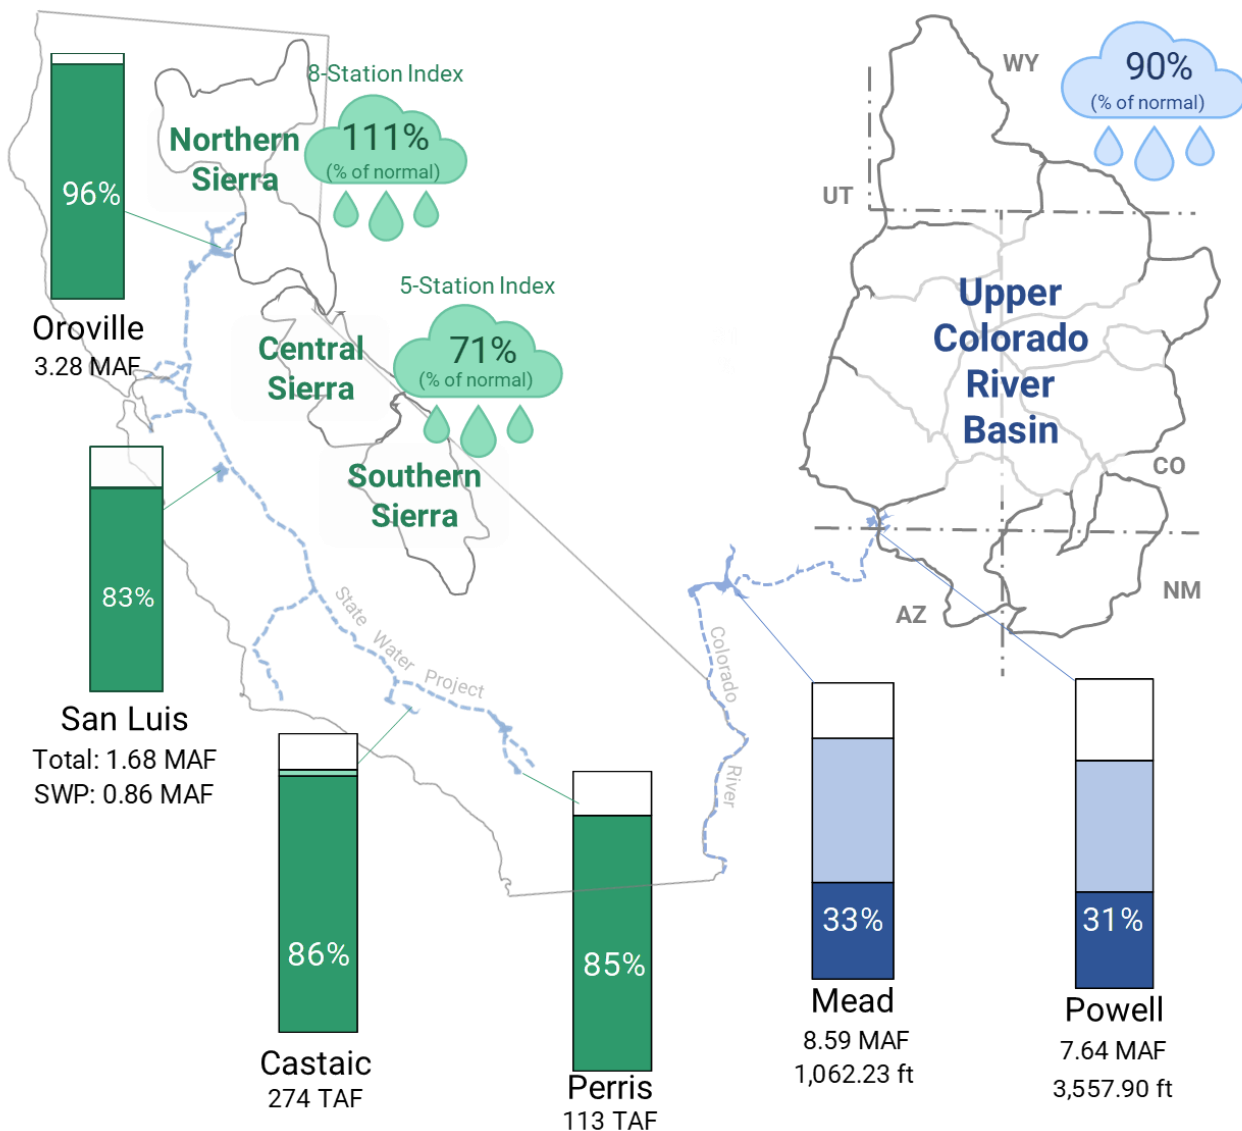 8-Station Index
111%
(% of normal)
Northern
Sierra
96%
Oroville
3.28 MAF
5-Station Index
71%
(% of normal)
Central
Sierra
Southern
Sierra
83%
San Luis
Total: 1.68 MAF
SWP: 0.86 MAF
State Water Project
86%
Castaic
274 TAF
85%
Perris
113 TAF
Colorado River
90%
(% of normal)
WY
UT
Upper
Colorado
River
Basin
CO
NM
AZ
33%
Mead
8.59 MAF
1,062.23 ft
31%
Powell
7.64 MAF
3,557.90 ft